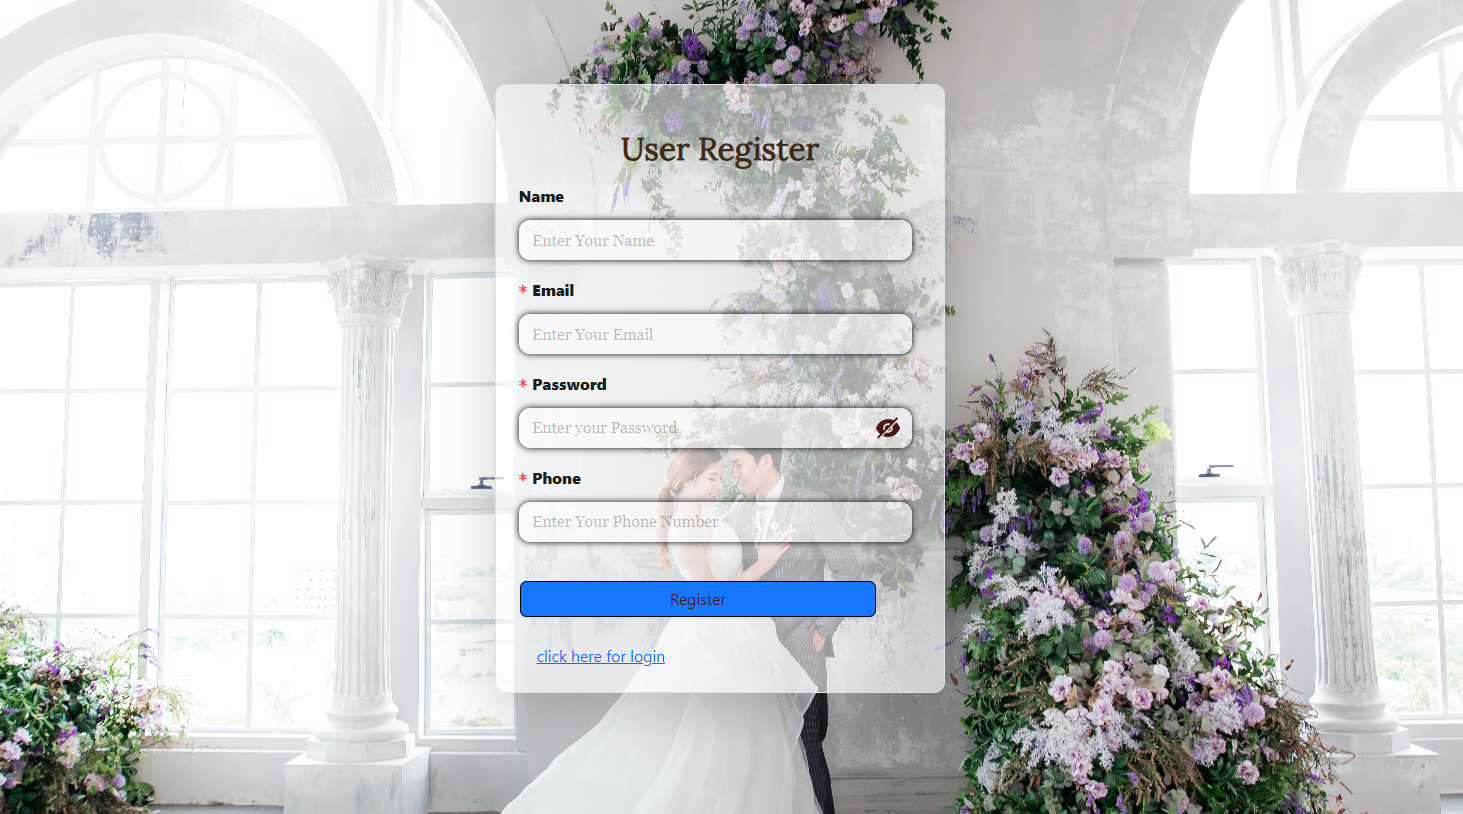 User Register
Name
Enter Your Name
* Email
Enter Your Email
* Password
Enter your Password
* Phone
Enter Your Phone Number
Register
click here for login